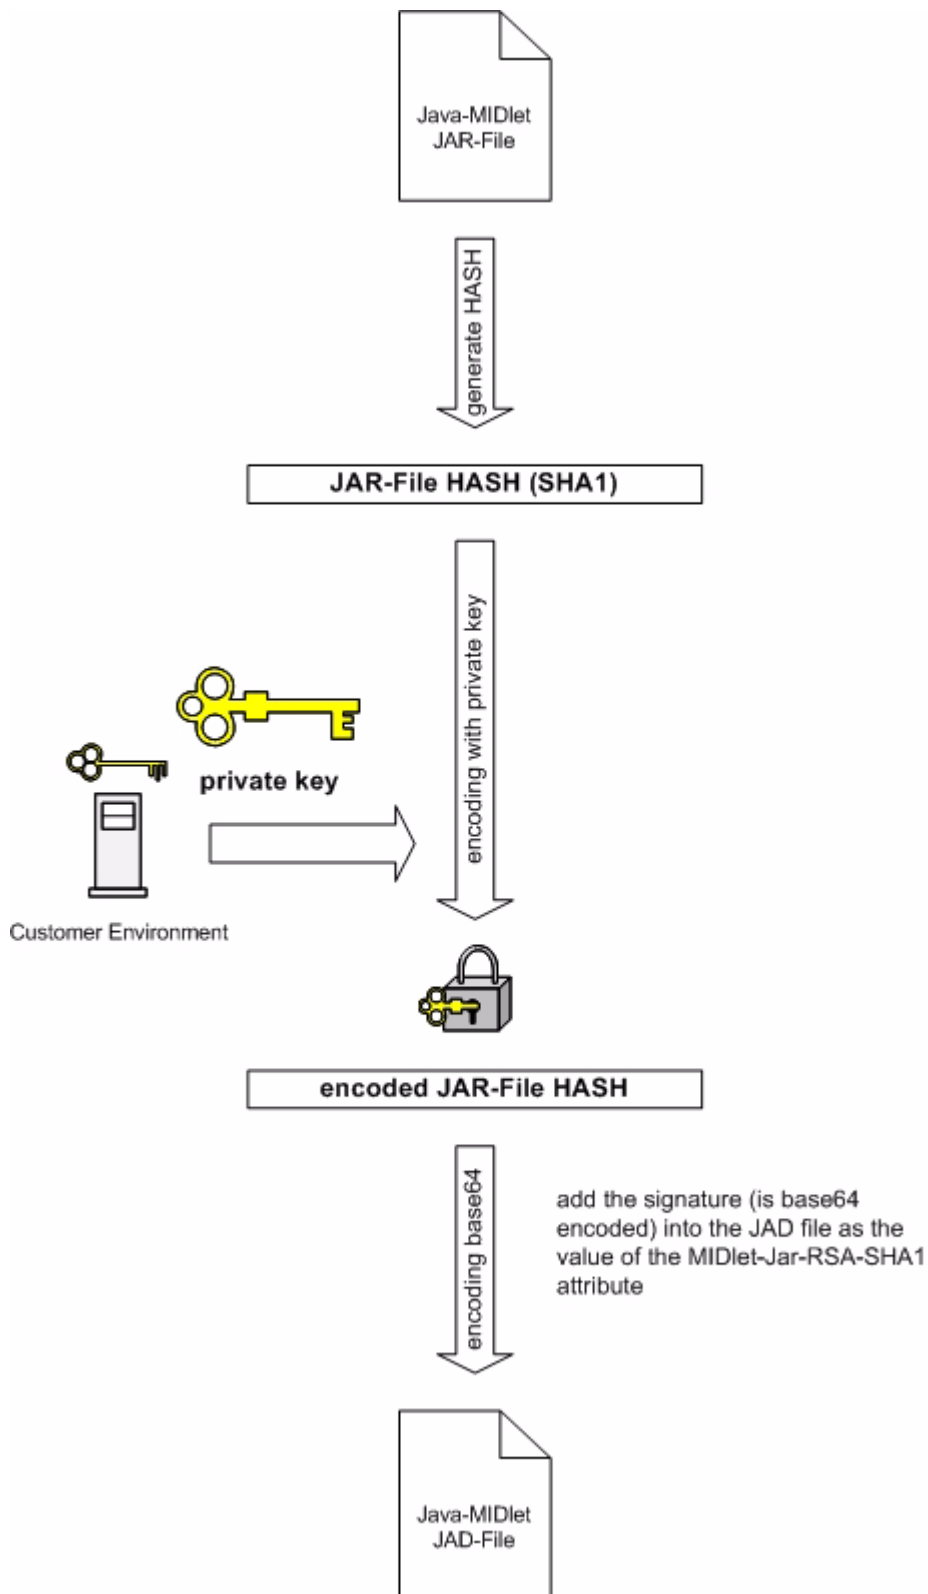 Java-MIDlet
JAR-File
generate HASH
JAR-File HASH (SHA1)
encoding with private key
private key
Customer Environment
encoded JAR-File HASH
encoding base64
add the signature (is base64
encoded) into the JAD file as the
value of the MIDlet-Jar-RSA-SHA1
attribute
Java-MIDlet
JAD-File